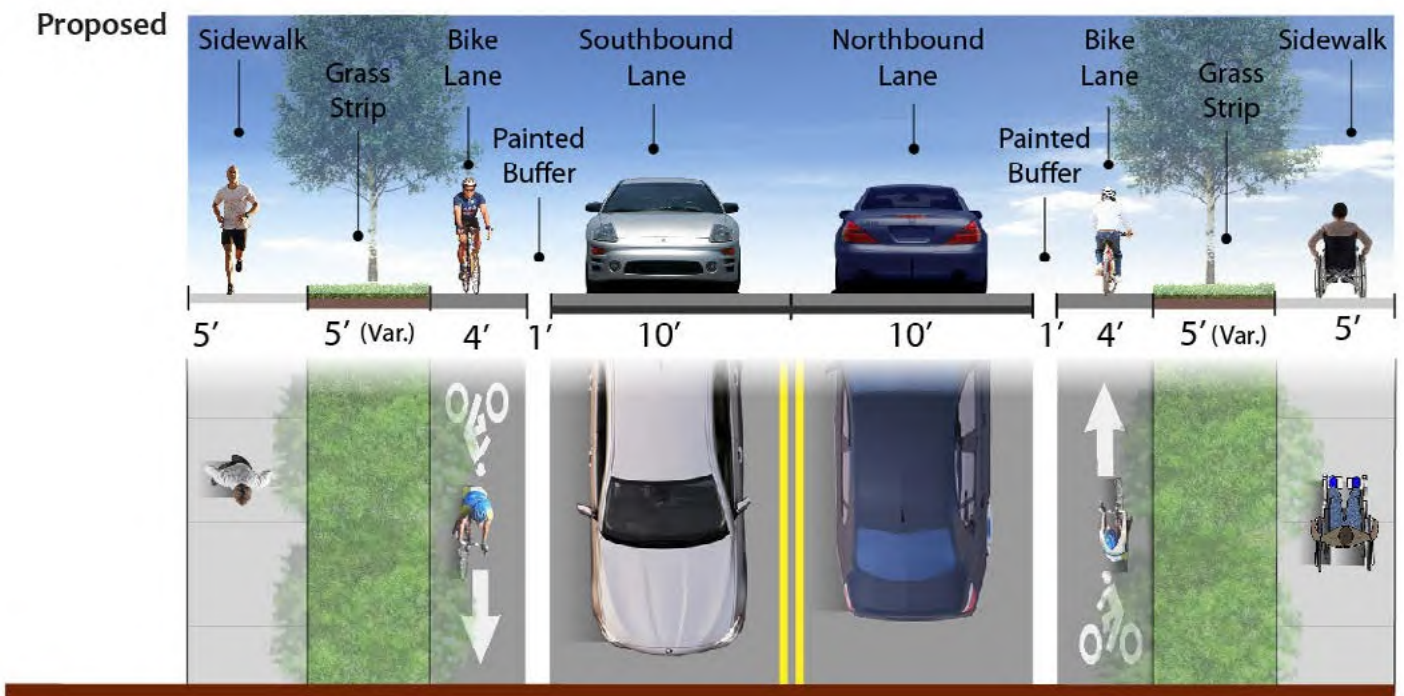 Proposed
Sidewalk
Grass
Strip
Bike
Lane
Painted
Buffer
Southbound
Lane
Northbound
Lane
Painted
Buffer
Bike
Lane
Grass
Strip
Sidewalk
5′ 5′ (Var.) 4′ 1′ 10′ 10′ 1′ 4′ 5′ (Var.) 5′